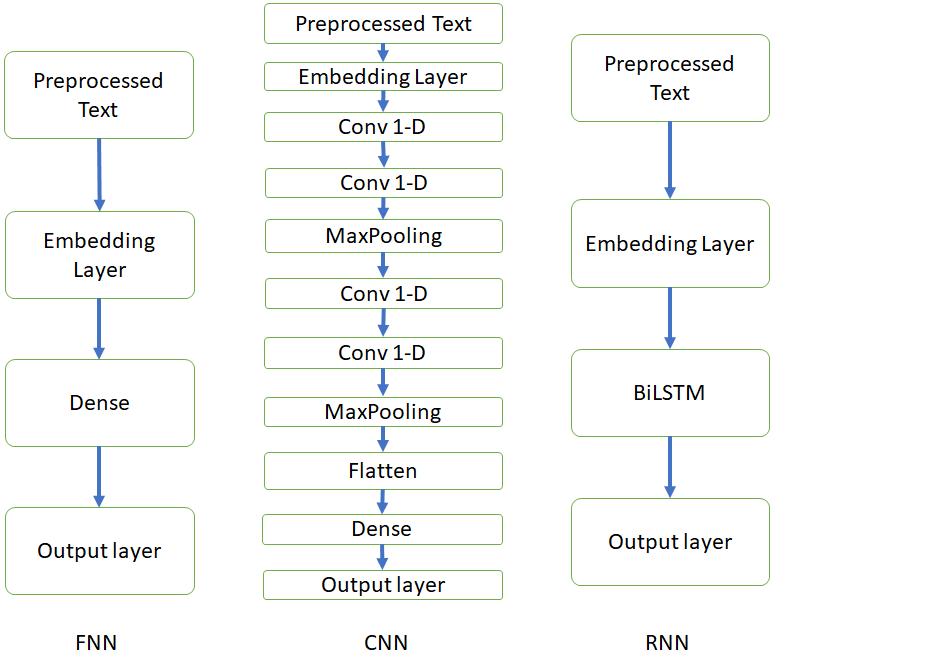 Preprocessed
Text
Embedding
Layer
Dense
Output layer
FNN
Preprocessed Text
Embedding Layer
Conv 1-D
Conv 1-D
MaxPooling
Conv 1-D
Conv 1-D
MaxPooling
Flatten
Dense
Output layer
CNN
Preprocessed
Text
Embedding Layer
BiLSTM
Output layer
RNN